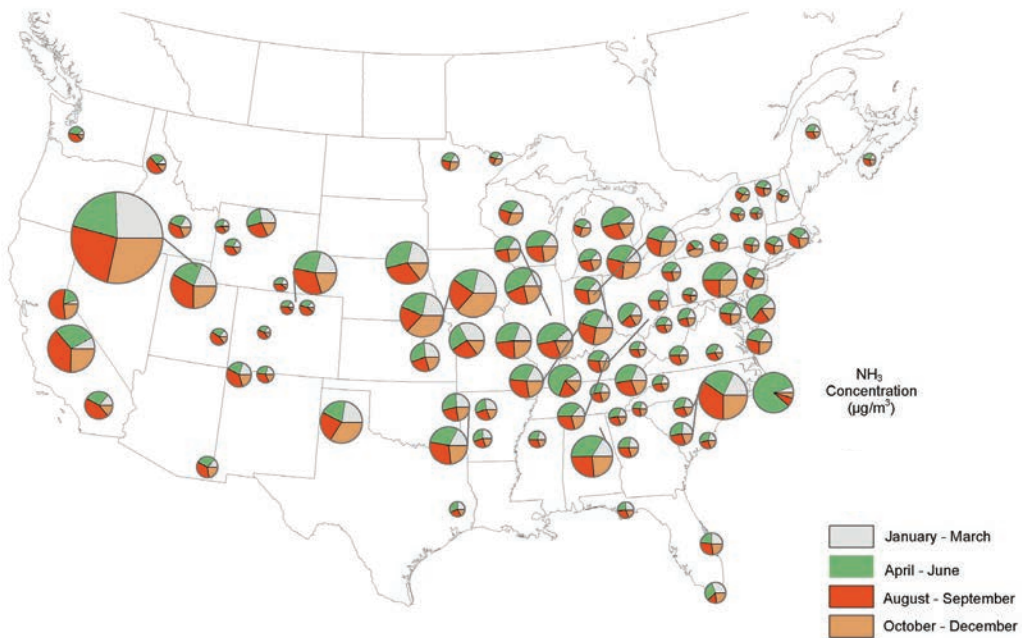 NH₃
Concentration
(µg/m³)
January - March
April - June
August - September
October - December